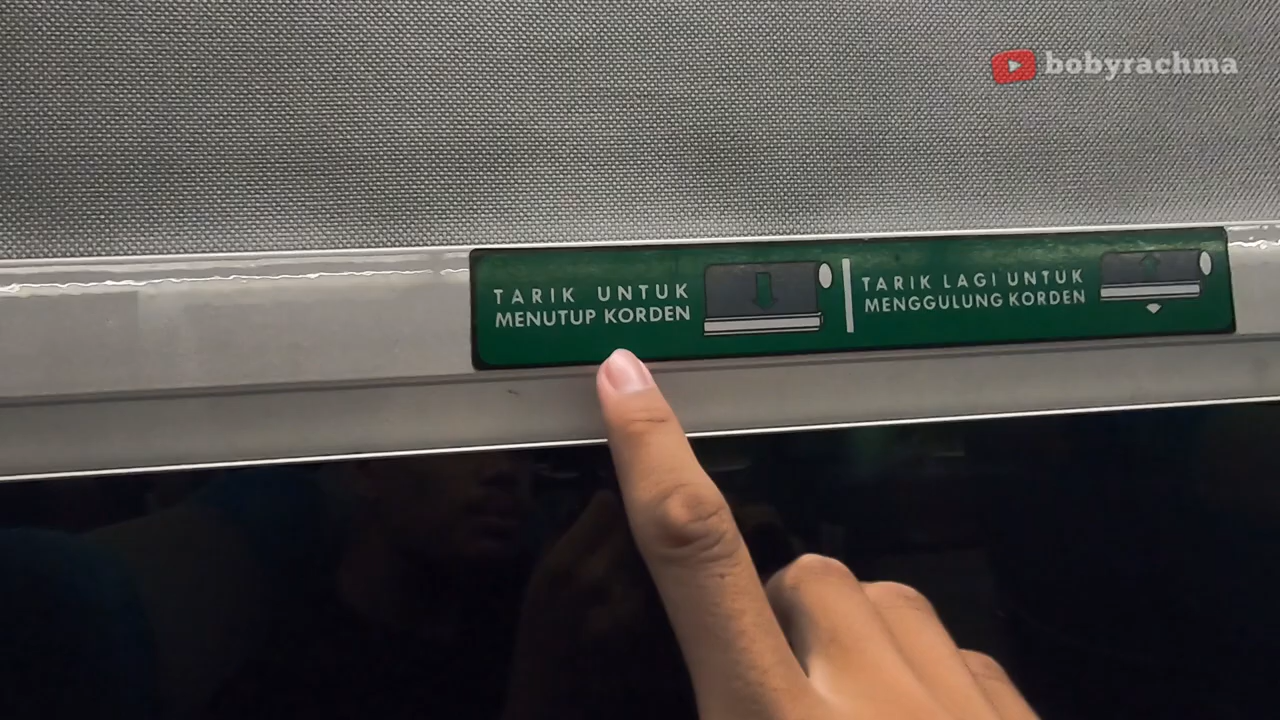 bobyrachma
TARIK UNTUK
MENUTUP KORDEN
TARIK LAGI UNTUK
MENGGULUNG KORDEN